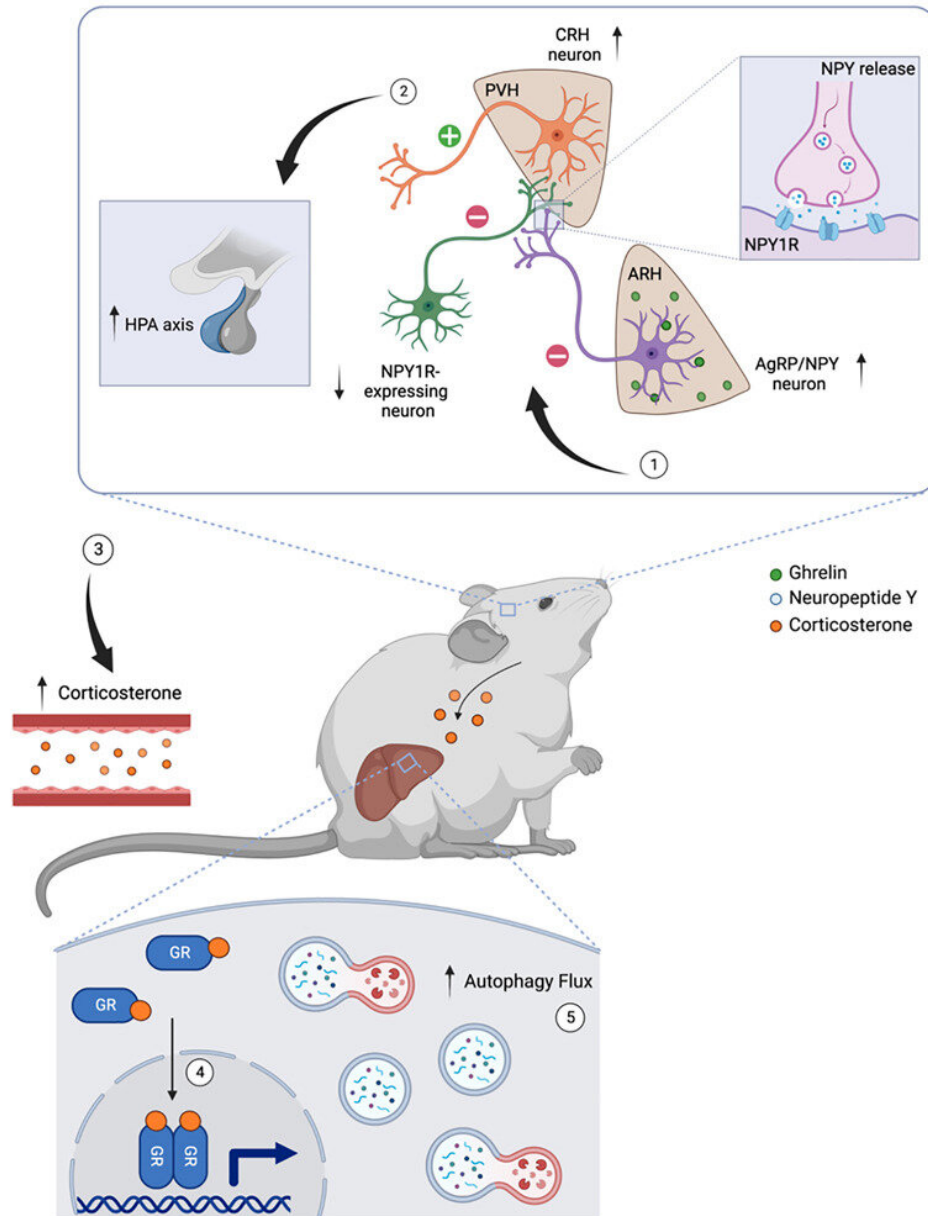 CRH
neuron
PVH
2
NPY release
NPY1R
HPA axis
ARH
NPY1R-
expressing
neuron
AgRP/NPY
neuron
1
3
Corticosterone
Ghrelin
Neuropeptide Y
Corticosterone
GR
GR
4
GR GR
Autophagy Flux
5